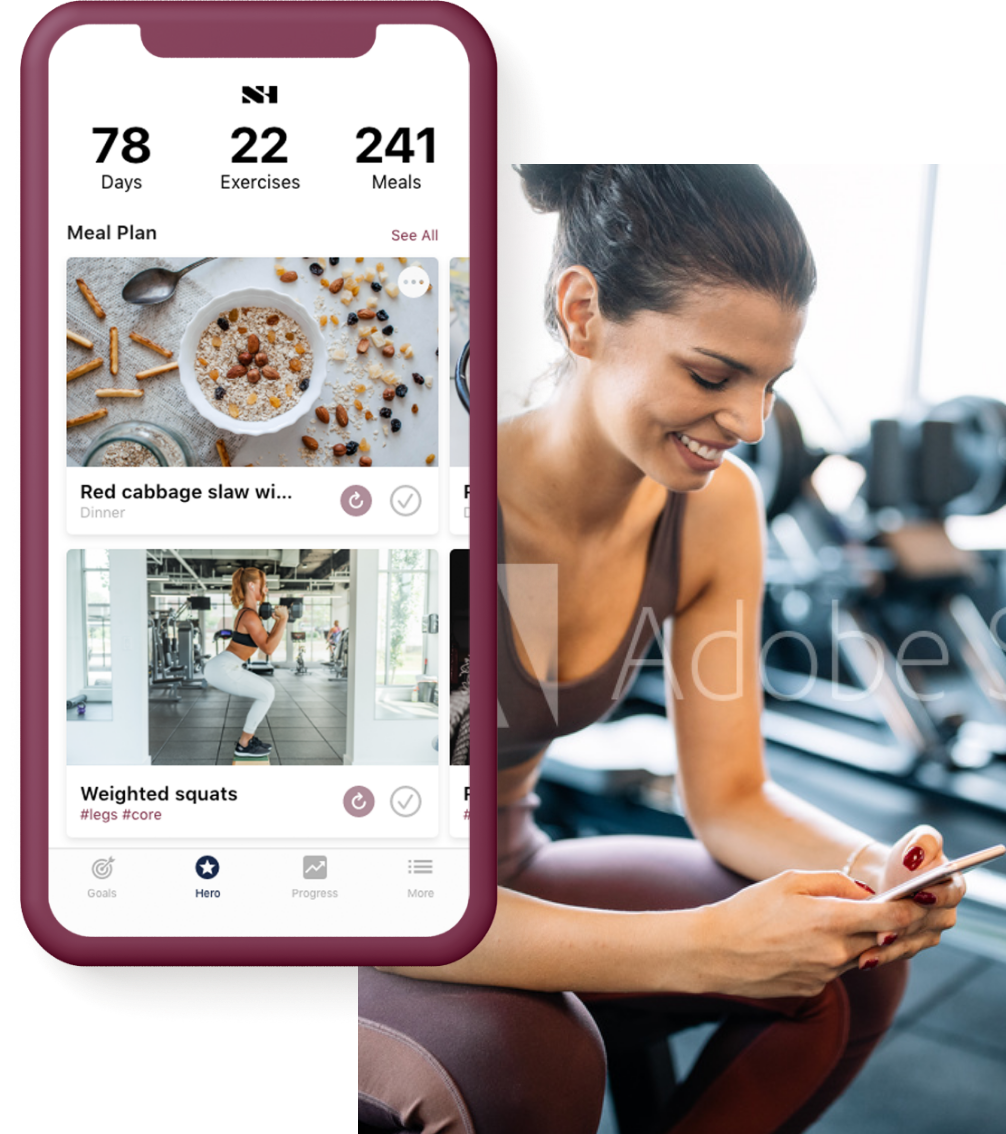 NH
78 22 241
Days Exercises Meals
Meal Plan See All
Red cabbage slaw wi...
Dinner
Weighted squats
#legs #core
#
Goals Hero Progress More
Adobe S